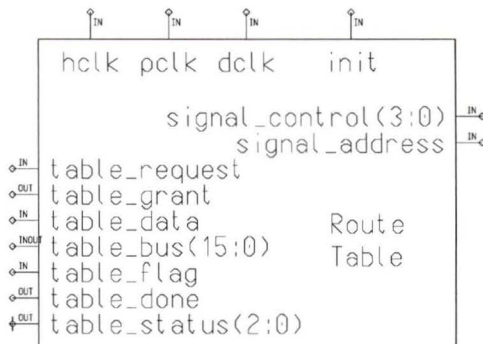 IN IN IN IN
hclk pclk dclk init
signal_control(3:0) IN
signal_address IN
IN table_request
OUT table_grant
IN table_data Route
INOUT table_bus(15:0) Table
IN table_flag
OUT table_done
OUT table_status(2:0)